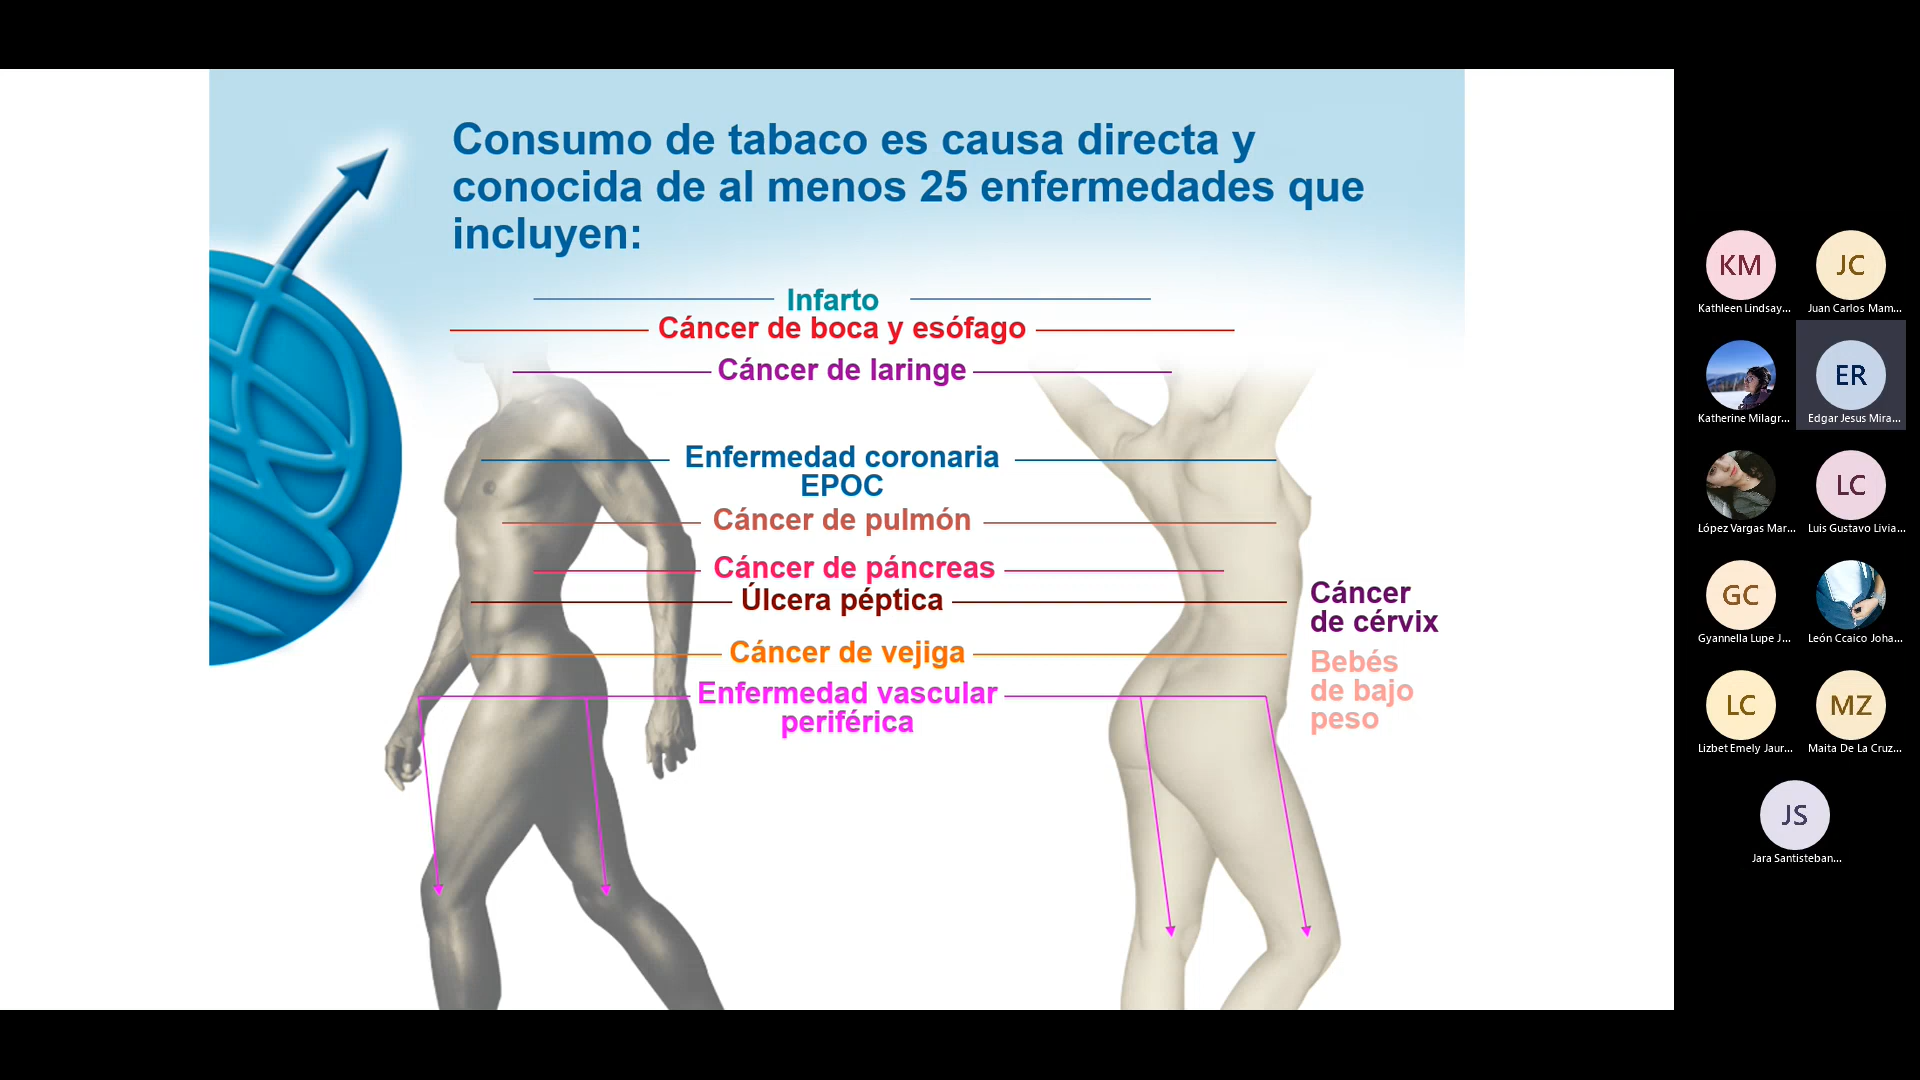 Consumo de tabaco es causa directa y
conocida de al menos 25 enfermedades que
incluyen:
Infarto
Cáncer de boca y esófago
Cáncer de laringe
Enfermedad coronaria
EPOC
Cáncer de pulmón
Cáncer de páncreas
Úlcera péptica
Cáncer de vejiga
Enfermedad vascular
periférica
Cáncer
de cérvix
Bebés
de bajo
peso
KM
Kathleen Lindsay...
JC
Juan Carlos Mam...
Katherine Milagr...
ER
Edgar Jesus Mira...
López Vargas Mar...
LC
Luis Gustavo Livia...
GC
Gyannella Lupe J...
León Ccaico Joha...
LC
Lizbet Emely Jaur...
MZ
Maita De La Cruz...
JS
Jara Santisteban...